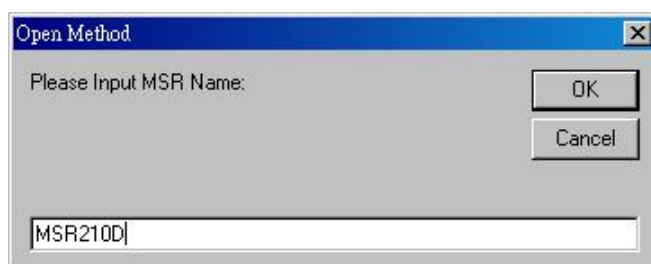 Open Method
Please Input MSR Name:
OK
Cancel
MSR210D